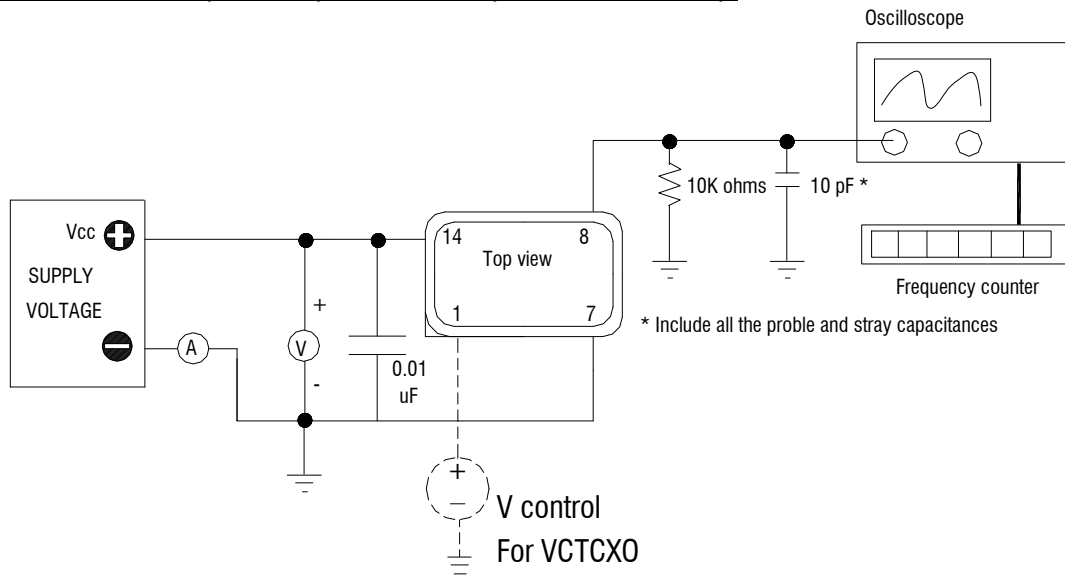 Oscilloscope
10K ohms
10 pF *
Vcc
+
SUPPLY
VOLTAGE
−
A
+
V
-
0.01
uF
14
8
Top view
1
7
Frequency counter
* Include all the proble and stray capacitances
+
−
V control
For VCTCXO